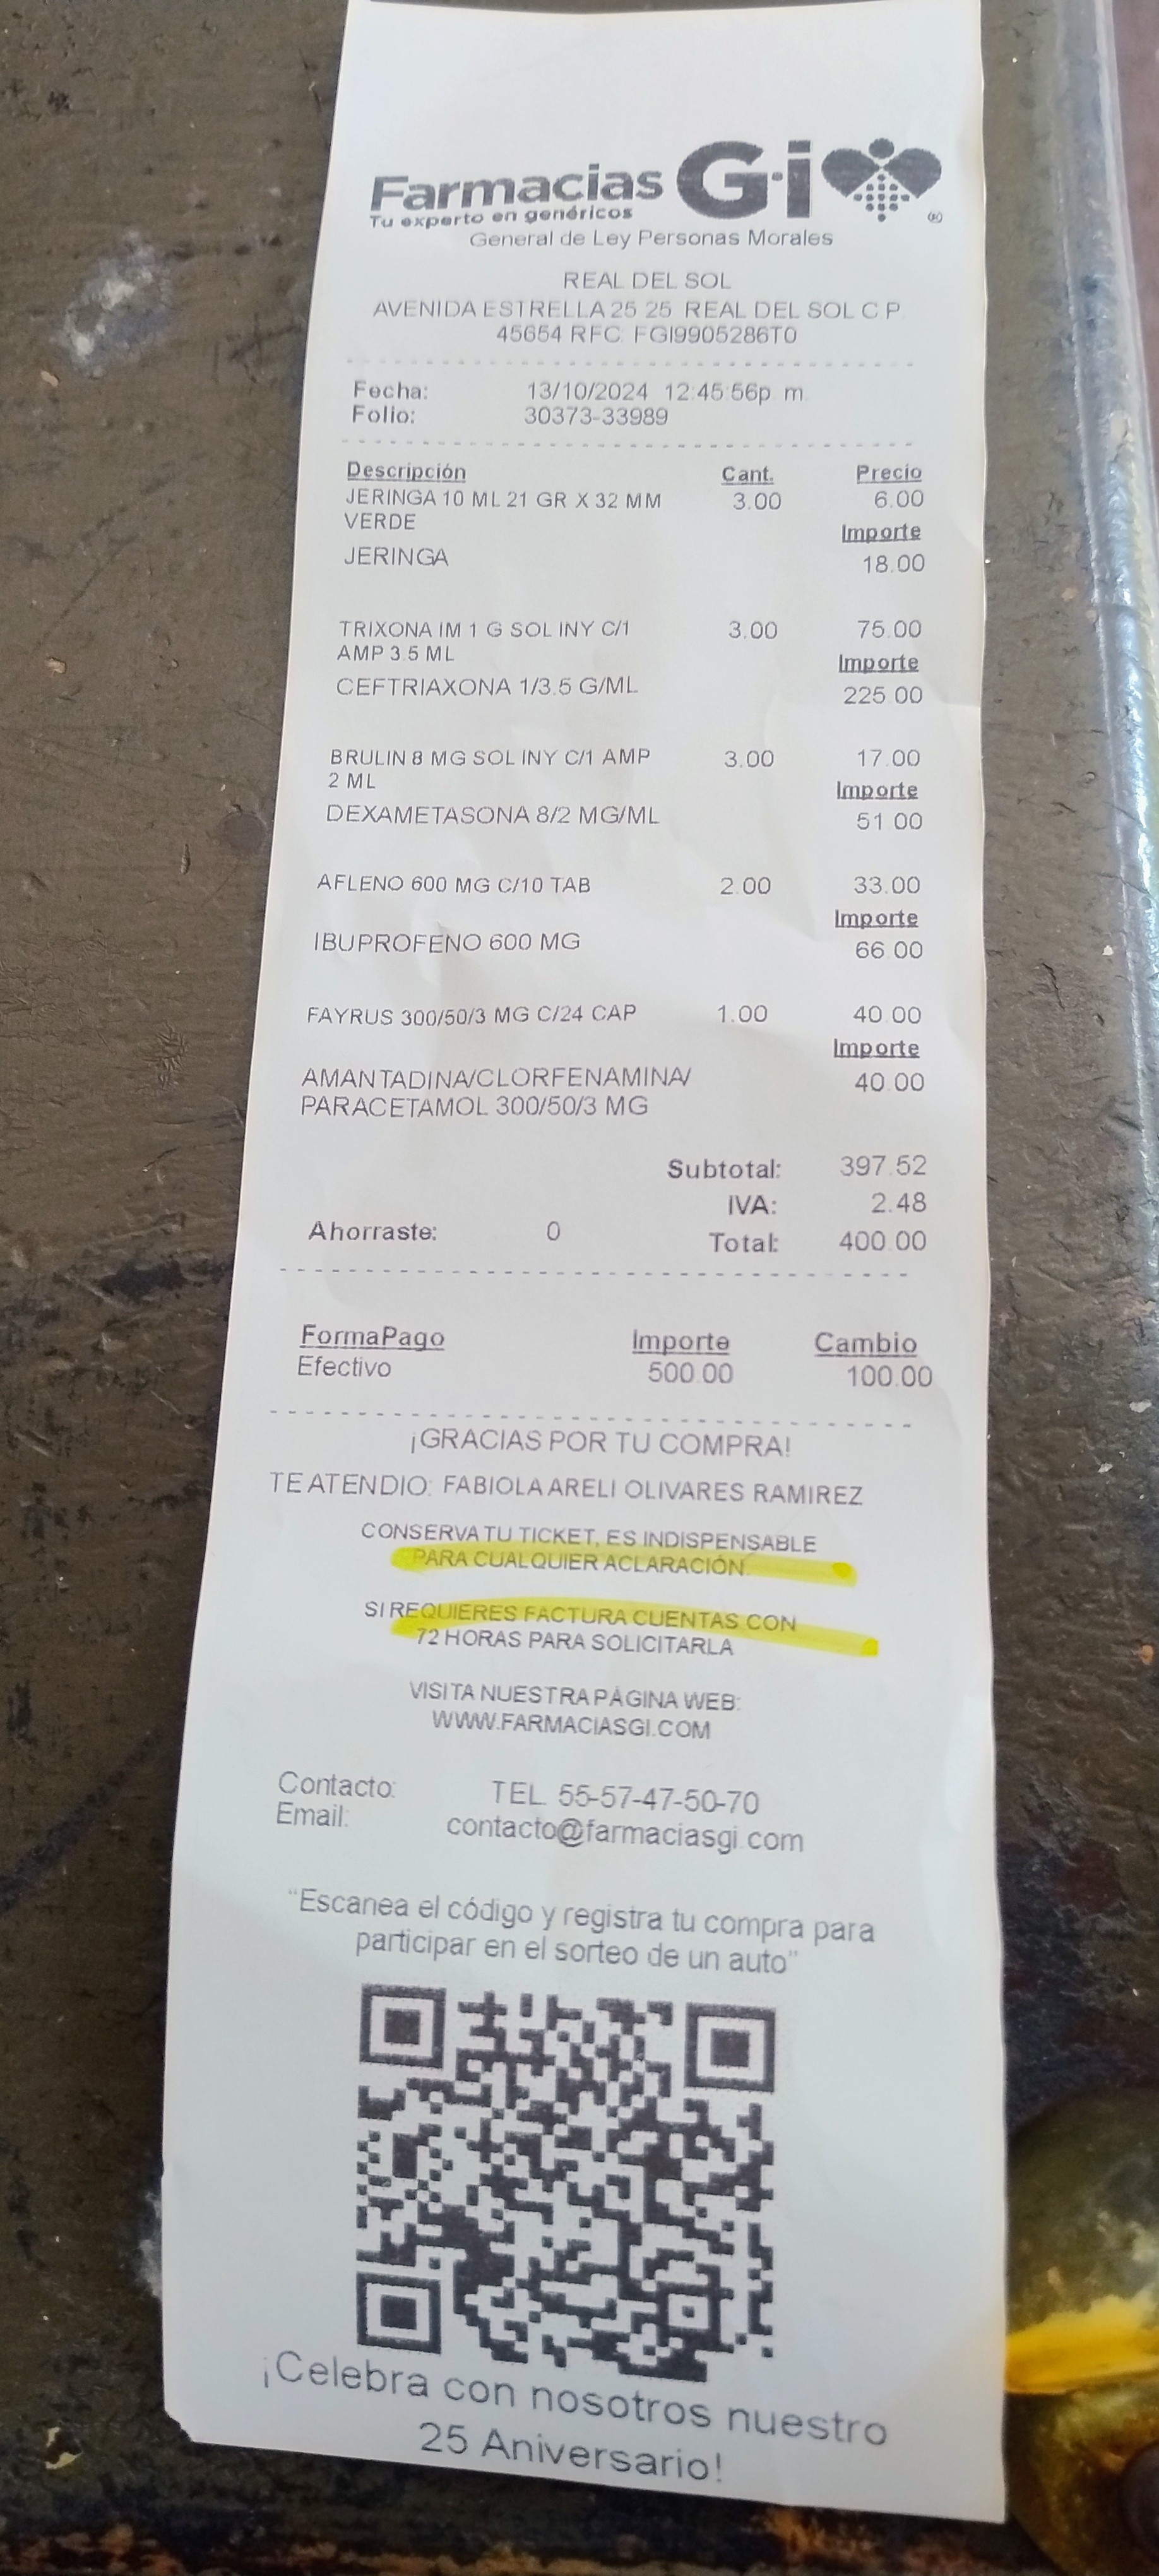 Farmacias G·i
Tu experto en genéricos
®
General de Ley Personas Morales
REAL DEL SOL
AVENIDA ESTRELLA 25 25 REAL DEL SOL C P
45654 RFC. FGI9905286T0
Fecha: 13/10/2024 12:45:56p m
Folio: 30373-33989
Descripción Cant. Precio
JERINGA 10 ML 21 GR X 32 MM 3.00 6.00
VERDE
Importe
JERINGA 18.00
TRIXONA IM 1 G SOL INY C/1 3.00 75.00
AMP 3.5 ML Importe
CEFTRIAXONA 1/3.5 G/ML 225.00
BRULIN 8 MG SOL INY C/1 AMP 3.00 17.00
2 ML Importe
DEXAMETASONA 8/2 MG/ML 51.00
AFLENO 600 MG C/10 TAB 2.00 33.00
Importe
IBUPROFENO 600 MG 66.00
FAYRUS 300/50/3 MG C/24 CAP 1.00 40.00
Importe
AMANTADINA/CLORFENAMINA/ 40.00
PARACETAMOL 300/50/3 MG
Subtotal: 397.52
IVA: 2.48
Ahorraste: 0 Total: 400.00
FormaPago Importe Cambio
Efectivo 500.00 100.00
¡GRACIAS POR TU COMPRA!
TE ATENDIO: FABIOLA ARELI OLIVARES RAMIREZ
CONSERVA TU TICKET, ES INDISPENSABLE
PARA CUALQUIER ACLARACIÓN.
SI REQUIERES FACTURA CUENTAS CON
72 HORAS PARA SOLICITARLA
VISITA NUESTRA PÁGINA WEB:
WWW.FARMACIASGI.COM
Contacto: TEL. 55-57-47-50-70
Email: contacto@farmaciasgi.com
"Escanea el código y registra tu compra para
participar en el sorteo de un auto"
¡Celebra con nosotros nuestro
25 Aniversario!